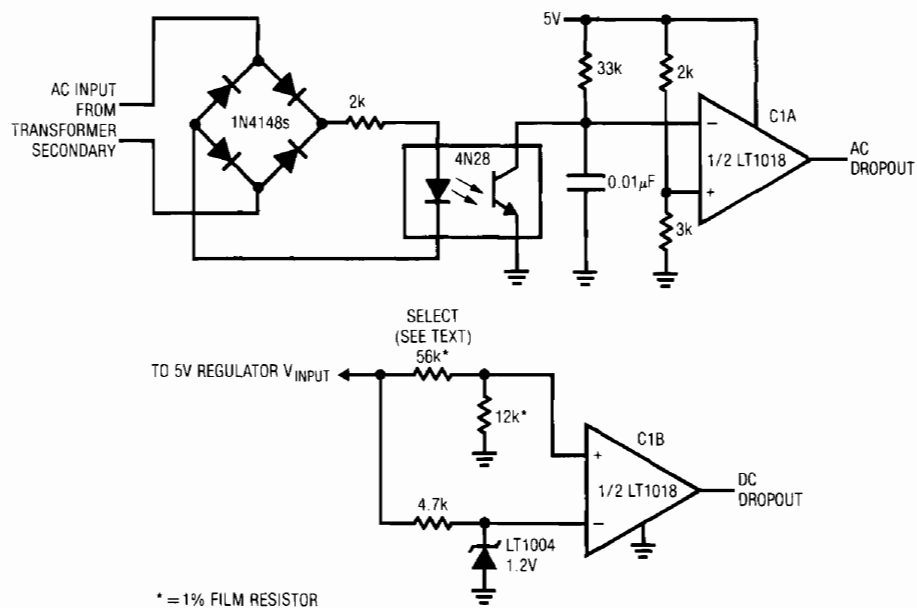 5V
33k
2k
C1A
AC INPUT
FROM
TRANSFORMER
SECONDARY
1N4148s
2k
4N28
0.01µF
−
+
1/2 LT1018
AC
DROPOUT
3k
SELECT
(SEE TEXT)
56k*
TO 5V REGULATOR VINPUT
12k*
C1B
+
−
1/2 LT1018
DC
DROPOUT
4.7k
LT1004
1.2V
* = 1% FILM RESISTOR